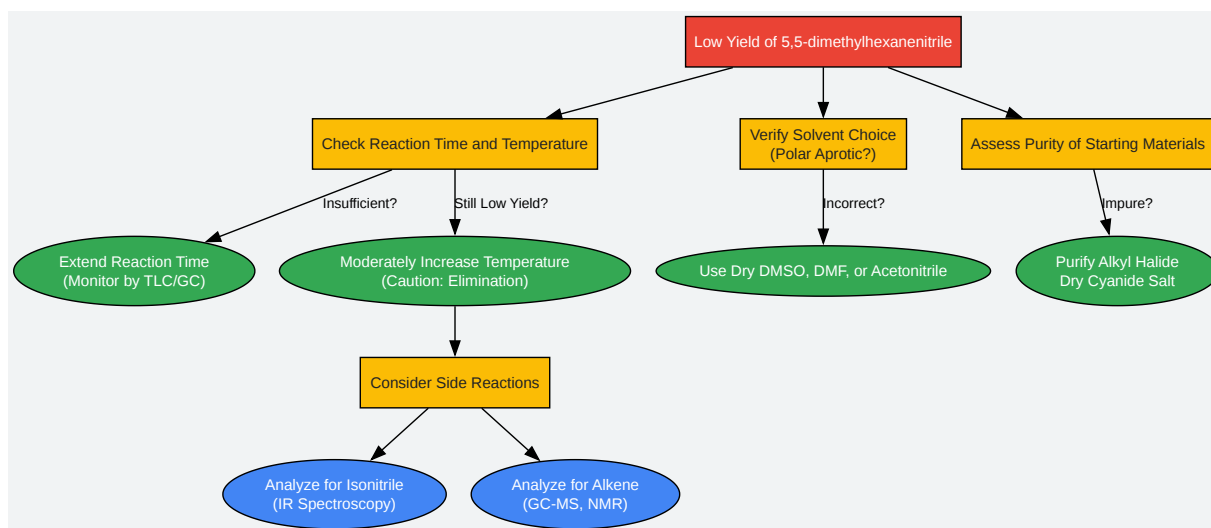 Low Yield of 5,5-dimethylhexanenitrile
Check Reaction Time and Temperature
Verify Solvent Choice
(Polar Aprotic?)
Assess Purity of Starting Materials
Insufficient?
Still Low Yield?
Incorrect?
Impure?
Extend Reaction Time
(Monitor by TLC/GC)
Moderately Increase Temperature
(Caution: Elimination)
Use Dry DMSO, DMF, or Acetonitrile
Purify Alkyl Halide
Dry Cyanide Salt
Consider Side Reactions
Analyze for Isonitrile
(IR Spectroscopy)
Analyze for Alkene
(GC-MS, NMR)